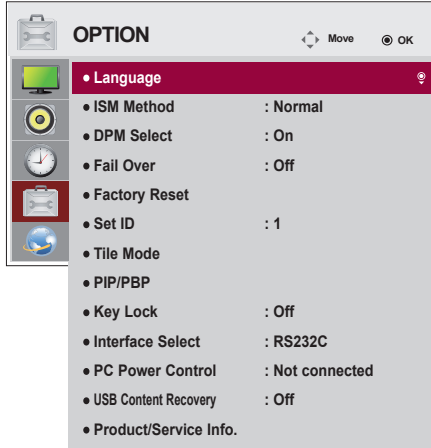 OPTION Move OK
● Language
● ISM Method : Normal
● DPM Select : On
● Fail Over : Off
● Factory Reset
● Set ID : 1
● Tile Mode
● PIP/PBP
● Key Lock : Off
● Interface Select : RS232C
● PC Power Control : Not connected
● USB Content Recovery : Off
● Product/Service Info.